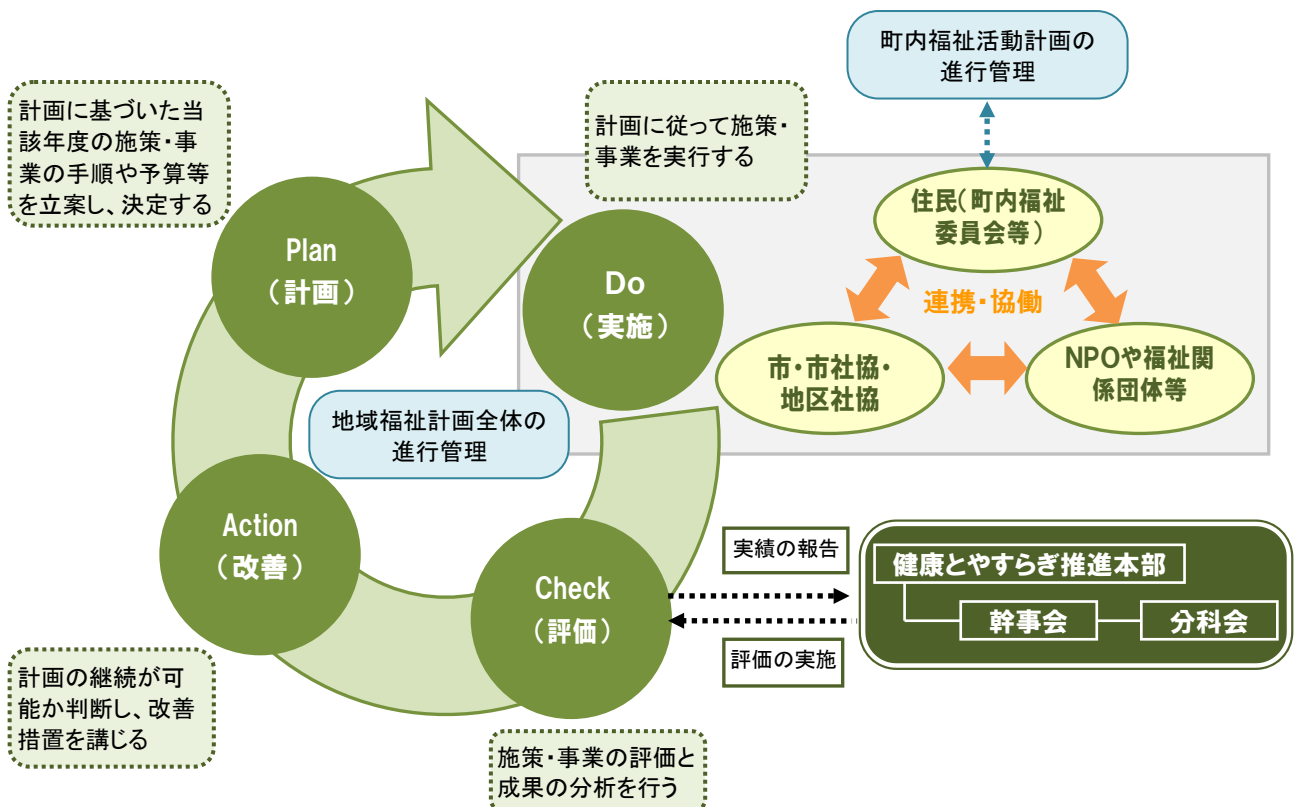 町内福祉活動計画の
進行管理
計画に基づいた当
該年度の施策・事
業の手順や予算等
を立案し、決定する
計画に従って施策・
事業を実行する
Plan
（計画）
Do
（実施）
住民（町内福祉
委員会等）
連携・協働
市・市社協・
地区社協
NPOや福祉関
係団体等
地域福祉計画全体の
進行管理
Action
（改善）
Check
（評価）
実績の報告
評価の実施
健康とやすらぎ推進本部
幹事会
分科会
計画の継続が可
能か判断し、改善
措置を講じる
施策・事業の評価と
成果の分析を行う